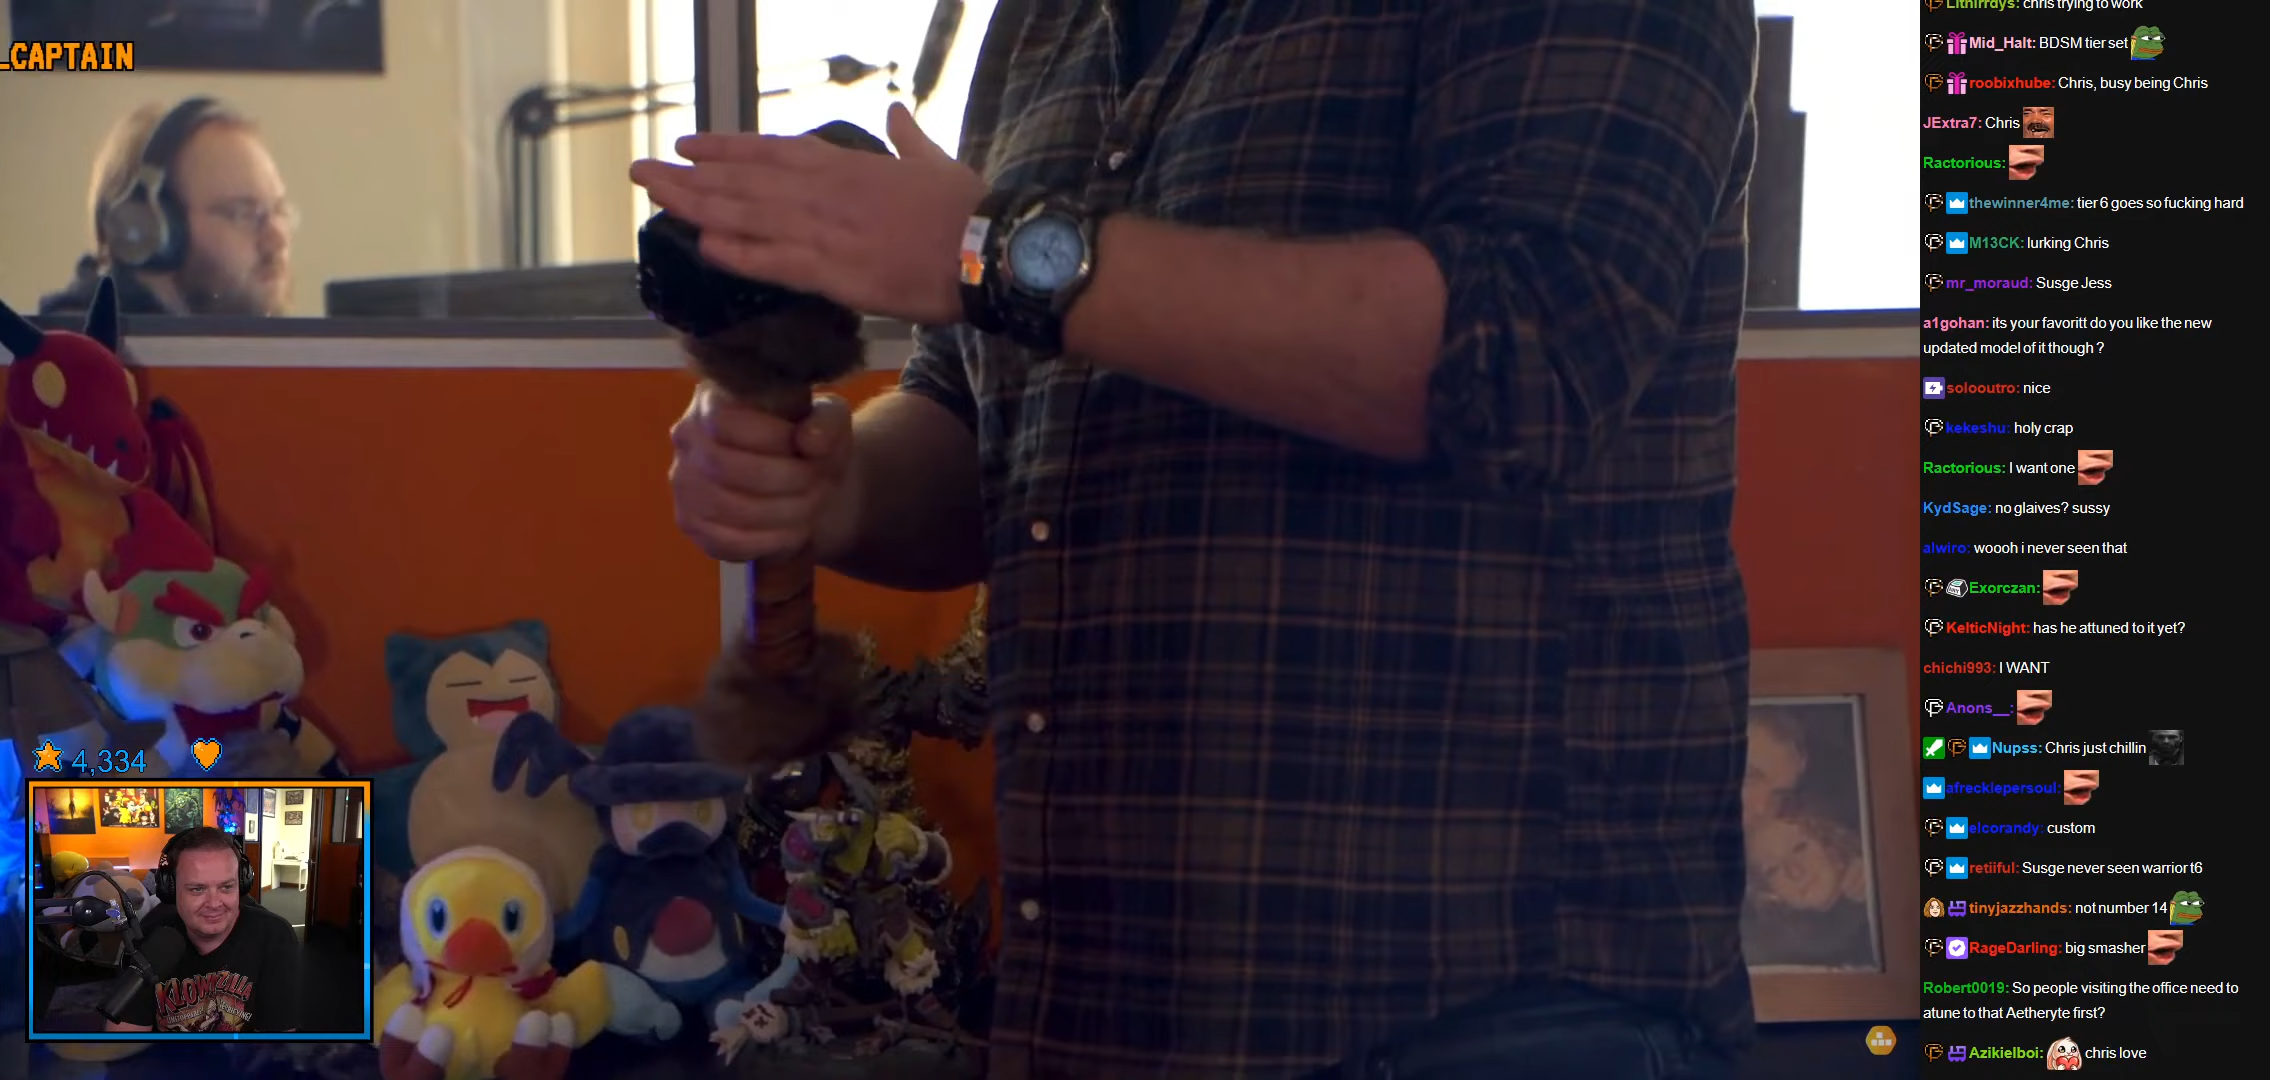 _CAPTAIN
4,334
KLOWNZILLA
Lithirrdys: chris trying to work
Mid_Halt: BDSM tier set
roobixhube: Chris, busy being Chris
JExtra7: Chris
Ractorious:
thewinner4me: tier 6 goes so fucking hard
M13CK: lurking Chris
mr_moraud: Susge Jess
a1gohan: its your favoritt do you like the new
updated model of it though ?
solooutro: nice
kekeshu: holy crap
Ractorious: I want one
KydSage: no glaives? sussy
alwiro: woooh i never seen that
Exorczan:
KelticNight: has he attuned to it yet?
chichi993: I WANT
Anons__:
Nupss: Chris just chillin
afrecklepersoul:
elcorandy: custom
retiiful: Susge never seen warrior t6
tinyjazzhands: not number 14
RageDarling: big smasher
Robert0019: So people visiting the office need to
atune to that Aetheryte first?
Azikielboi: chris love